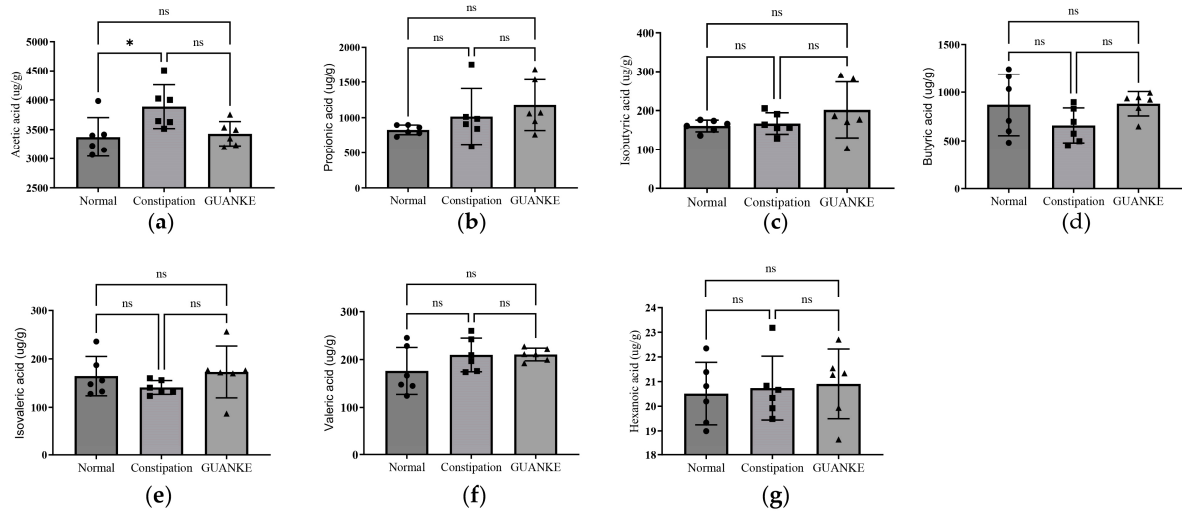 ns
* ns
Acetic acid (ug/g)
5000
4500
4000
3500
3000
2500
Normal Constipation GUANKE
(a)
ns
ns ns
Propionic acid (ug/g)
2000
1500
1000
500
0
Normal Constipation GUANKE
(b)
ns
ns ns
Isobutyric acid (ug/g)
400
300
200
100
0
Normal Constipation GUANKE
(c)
ns
ns ns
Butyric acid (ug/g)
1500
1000
500
0
Normal Constipation GUANKE
(d)
ns
ns ns
Isovaleric acid (ug/g)
300
200
100
0
Normal Constipation GUANKE
(e)
ns
ns ns
Valeric acid (ug/g)
300
200
100
0
Normal Constipation GUANKE
(f)
ns
ns ns
Hexanoic acid (ug/g)
24
23
22
21
20
19
18
Normal Constipation GUANKE
(g)